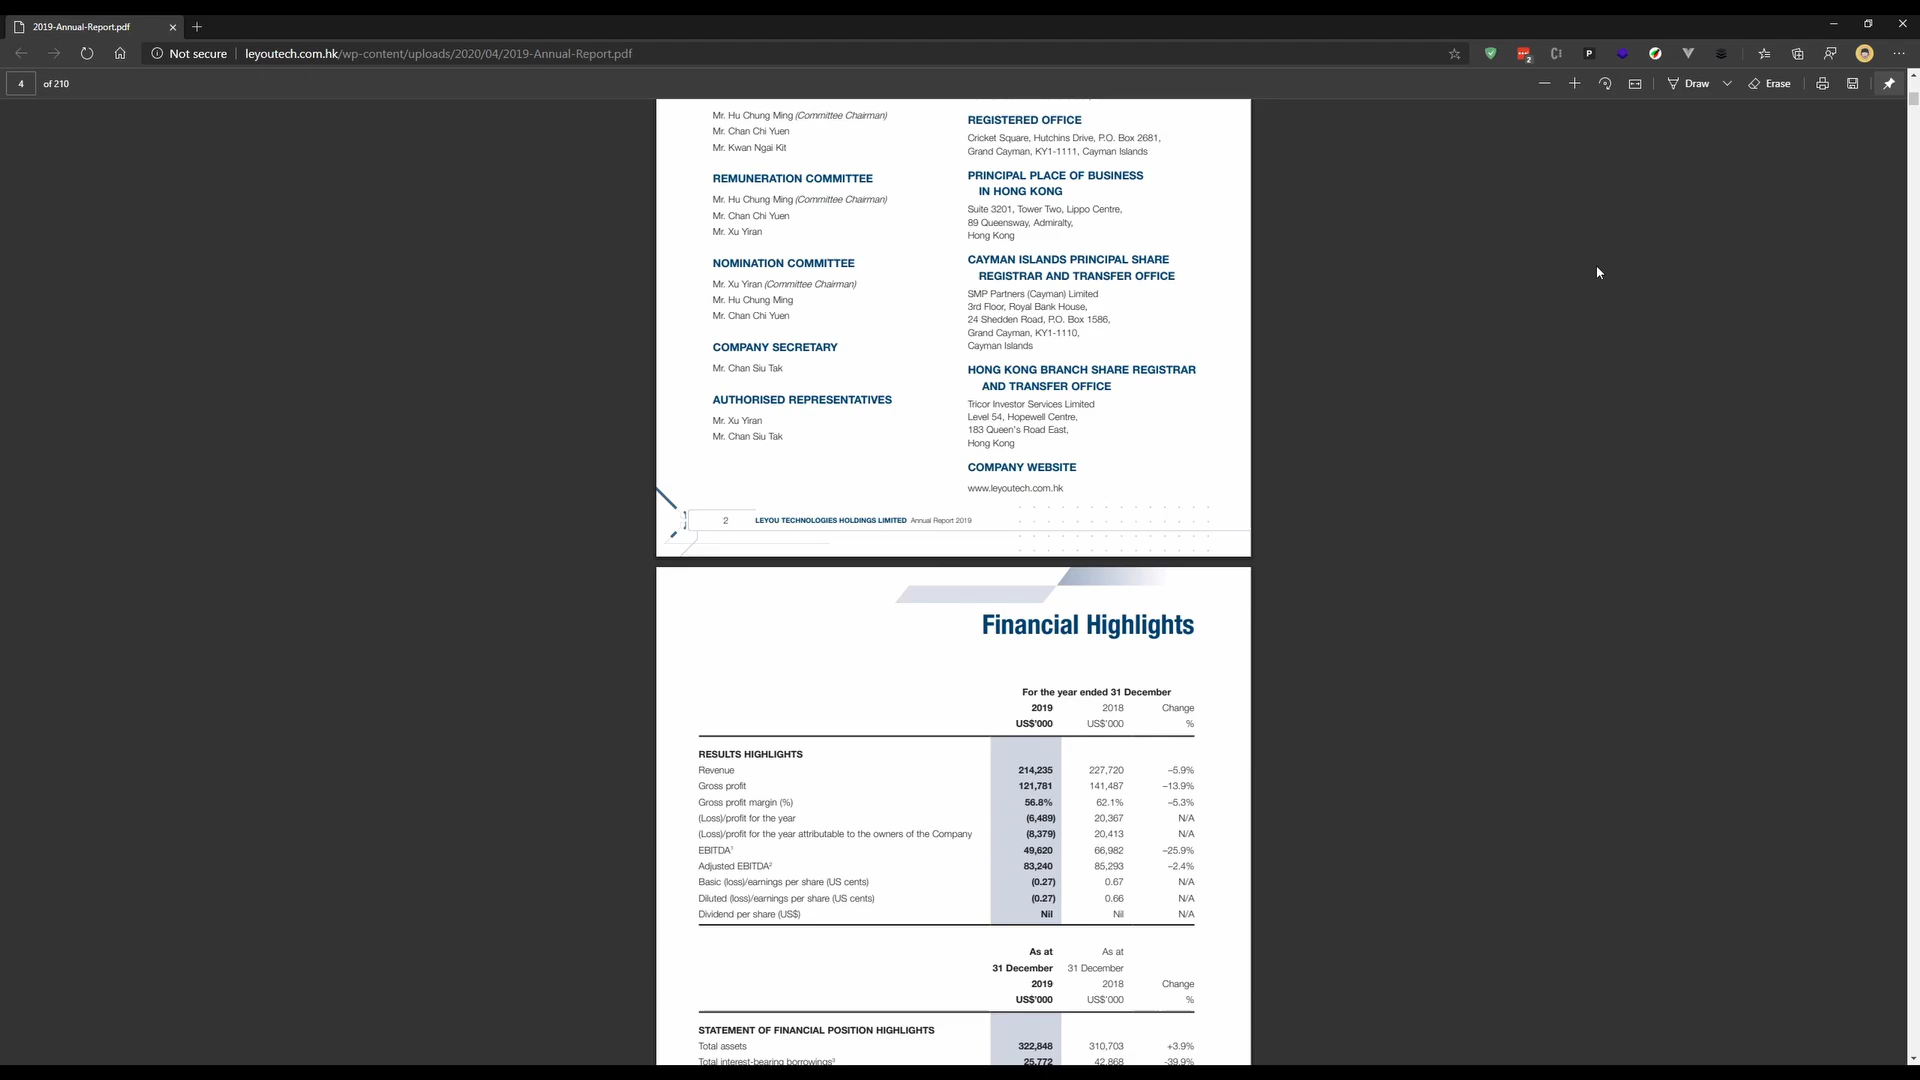 2019-Annual-Report.pdf
Not secure
leyoutech.com.hk/wp-content/uploads/2020/04/2019-Annual-Report.pdf
2
P
4 of 210
Draw
Erase
Mr. Hu Chung Ming (Committee Chairman)
Mr. Chan Chi Yuen
Mr. Kwan Ngai Kit
REMUNERATION COMMITTEE
Mr. Hu Chung Ming (Committee Chairman)
Mr. Chan Chi Yuen
Mr. Xu Yiran
NOMINATION COMMITTEE
Mr. Xu Yiran (Committee Chairman)
Mr. Hu Chung Ming
Mr. Chan Chi Yuen
COMPANY SECRETARY
Mr. Chan Siu Tak
AUTHORISED REPRESENTATIVES
Mr. Xu Yiran
Mr. Chan Siu Tak
REGISTERED OFFICE
Cricket Square, Hutchins Drive, P.O. Box 2681,
Grand Cayman, KY1-1111, Cayman Islands
PRINCIPAL PLACE OF BUSINESS
IN HONG KONG
Suite 3201, Tower Two, Lippo Centre,
89 Queensway, Admiralty,
Hong Kong
CAYMAN ISLANDS PRINCIPAL SHARE
REGISTRAR AND TRANSFER OFFICE
SMP Partners (Cayman) Limited
3rd Floor, Royal Bank House,
24 Shedden Road, P.O. Box 1586,
Grand Cayman, KY1-1110,
Cayman Islands
HONG KONG BRANCH SHARE REGISTRAR
AND TRANSFER OFFICE
Tricor Investor Services Limited
Level 54, Hopewell Centre,
183 Queen's Road East,
Hong Kong
COMPANY WEBSITE
www.leyoutech.com.hk
2 LEYOU TECHNOLOGIES HOLDINGS LIMITED Annual Report 2019
Financial Highlights
For the year ended 31 December
2019 2018 Change
US$'000 US$'000 %
RESULTS HIGHLIGHTS
Revenue 214,235 227,720 –5.9%
Gross profit 121,781 141,487 –13.9%
Gross profit margin (%) 56.8% 62.1% –5.3%
(Loss)/profit for the year (6,489) 20,367 N/A
(Loss)/profit for the year attributable to the owners of the Company (8,379) 20,413 N/A
EBITDA¹ 49,620 66,982 –25.9%
Adjusted EBITDA² 83,240 85,293 –2.4%
Basic (loss)/earnings per share (US cents) (0.27) 0.67 N/A
Diluted (loss)/earnings per share (US cents) (0.27) 0.66 N/A
Dividend per share (US$) Nil Nil N/A
As at As at
31 December 31 December
2019 2018 Change
US$'000 US$'000 %
STATEMENT OF FINANCIAL POSITION HIGHLIGHTS
Total assets 322,848 310,703 +3.9%
Total interest-bearing borrowings³ 25,772 42,868 -39.9%